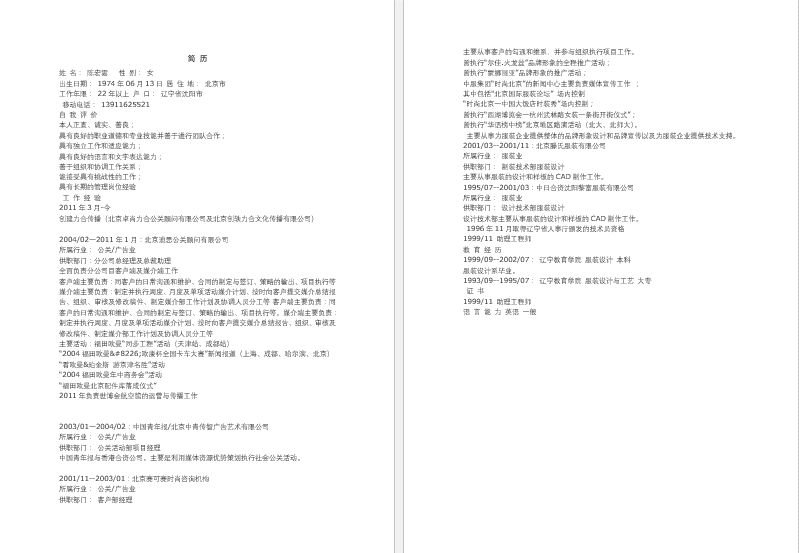 简 历
姓 名： 陈宏霞 性 别： 女
出生日期： 1974 年 06 月 13 日 居 住 地： 北京市
工作年限： 22 年以上 户 口： 辽宁省沈阳市
移动电话： 13911625521
自 我 评 价
本人正直、诚实、善良；
具有良好的职业道德和专业技能并善于进行团队合作；
具有独立工作和适应能力；
具有良好的语言和文字表达能力；
善于组织和协调工作关系；
能接受具有挑战性的工作；
具有长期的管理岗位经验
工 作 经 验
2011 年 3 月-今
创建力合传播（北京卓尚力合公关顾问有限公司及北京创轶力合文化传播有限公司）
2004/02--2011 年 1 月：北京迪思公关顾问有限公司
所属行业： 公关/广告业
供职部门：分公司总经理及总裁助理
全面负责分公司目客户端及媒介端工作
客户端主要负责：同客户的日常沟通和维护、合同的制定与签订、策略的输出、项目执行等
媒介端主要负责：制定并执行周度、月度及单项活动媒介计划、按时向客户提交媒介总结报
告、组织、审核及修改稿件、制定媒介部工作计划及协调人员分工等 客户端主要负责：同
客户的日常沟通和维护、合同的制定与签订、策略的输出、项目执行等。媒介端主要负责：
制定并执行周度、月度及单项活动媒介计划、按时向客户提交媒介总结报告、组织、审核及
修改稿件、制定媒介部工作计划及协调人员分工等
主要活动：福田欧曼"同步工程"活动（天津站、成都站）
"2004 福田欧曼&#8226;欧康杯全国卡车大赛"新闻报道（上海、成都、哈尔滨、北京）
"看欧曼&珀金斯 游京津名胜"活动
"2004 福田欧曼年中商务会"活动
"福田欧曼北京配件库落成仪式"
2011 年负责世博会航空馆的运营与传播工作
2003/01--2004/02：中国青年报/北京中青传智广告艺术有限公司
所属行业： 公关/广告业
供职部门： 公关活动部项目经理
中国青年报与香港合资公司。主要是利用媒体资源优势策划执行社会公关活动。
2001/11--2003/01：北京赛可赛时尚咨询机构
所属行业： 公关/广告业
供职部门： 客户部经理
主要从事客户的沟通和维系、并参与组织执行项目工作。
曾执行"尔佳.火龙丝"品牌形象的全程推广活动；
曾执行"蒙娜丽亚"品牌形象的推广活动；
中服集团"时尚北京"的新闻中心主要负责媒体宣传工作 ；
其中包括"北京国际服装论坛" 场内控制
"时尚北京一中国大饭店时装秀"场内控制；
曾执行"西湖博览会一杭州武林路女装一条街开街仪式"；
曾执行"华语榜中榜"北京地区路演活动（北大、北师大）。
主要从事为服装企业提供整体的品牌形象设计和品牌宣传以及为服装企业提供技术支持。
2001/03--2001/11：北京滕氏服装有限公司
所属行业： 服装业
供职部门： 制装技术部服装设计
主要从事服装的设计和样板的 CAD 制作工作。
1995/07--2001/03：中日合资沈阳黎富服装有限公司
所属行业： 服装业
供职部门： 设计技术部服装设计
设计技术部主要从事服装的设计和样板的 CAD 制作工作。
1996 年 11 月取得辽宁省人事厅颁发的技术员资格
1999/11 助理工程师
教 育 经 历
1999/09--2002/07： 辽宁教育学院 服装设计 本科
服装设计系毕业。
1993/09--1995/07： 辽宁教育学院 服装设计与工艺 大专
证 书
1999/11 助理工程师
语 言 能 力 英语 一般